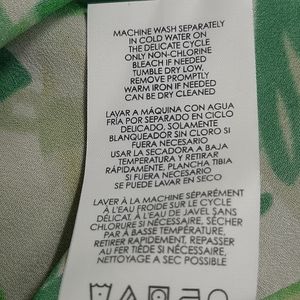 MACHINE WASH SEPARATELY
IN COLD WATER ON
THE DELICATE CYCLE
ONLY NON-CHLORINE
BLEACH IF NEEDED
TUMBLE DRY LOW,
REMOVE PROMPTLY
WARM IRON IF NEEDED
CAN BE DRY CLEANED
LAVAR A MÁQUINA CON AGUA
FRÍA POR SEPARADO EN CICLO
DELICADO, SOLAMENTE
BLANQUEADOR SIN CLORO SI
FUERA NECESARIO
USAR LA SECADORA A BAJA
TEMPERATURA Y RETIRAR
RÁPIDAMENTE, PLANCHA TIBIA
SI FUERA NECESARIO
SE PUEDE LAVAR EN SECO
LAVER À LA MACHINE SÉPARÉMENT
À L'EAU FROIDE SUR LE CYCLE
DÉLICAT, À L'EAU DE JAVEL SANS
CHLORURE SI NÉCESSAIRE, SÉCHER
PAR À BASSE TEMPÉRATURE,
RETIRER RAPIDEMENT, REPASSER
AU FER TIÈDE SI NÉCESSAIRE,
NETTOYAGE A SEC POSSIBLE